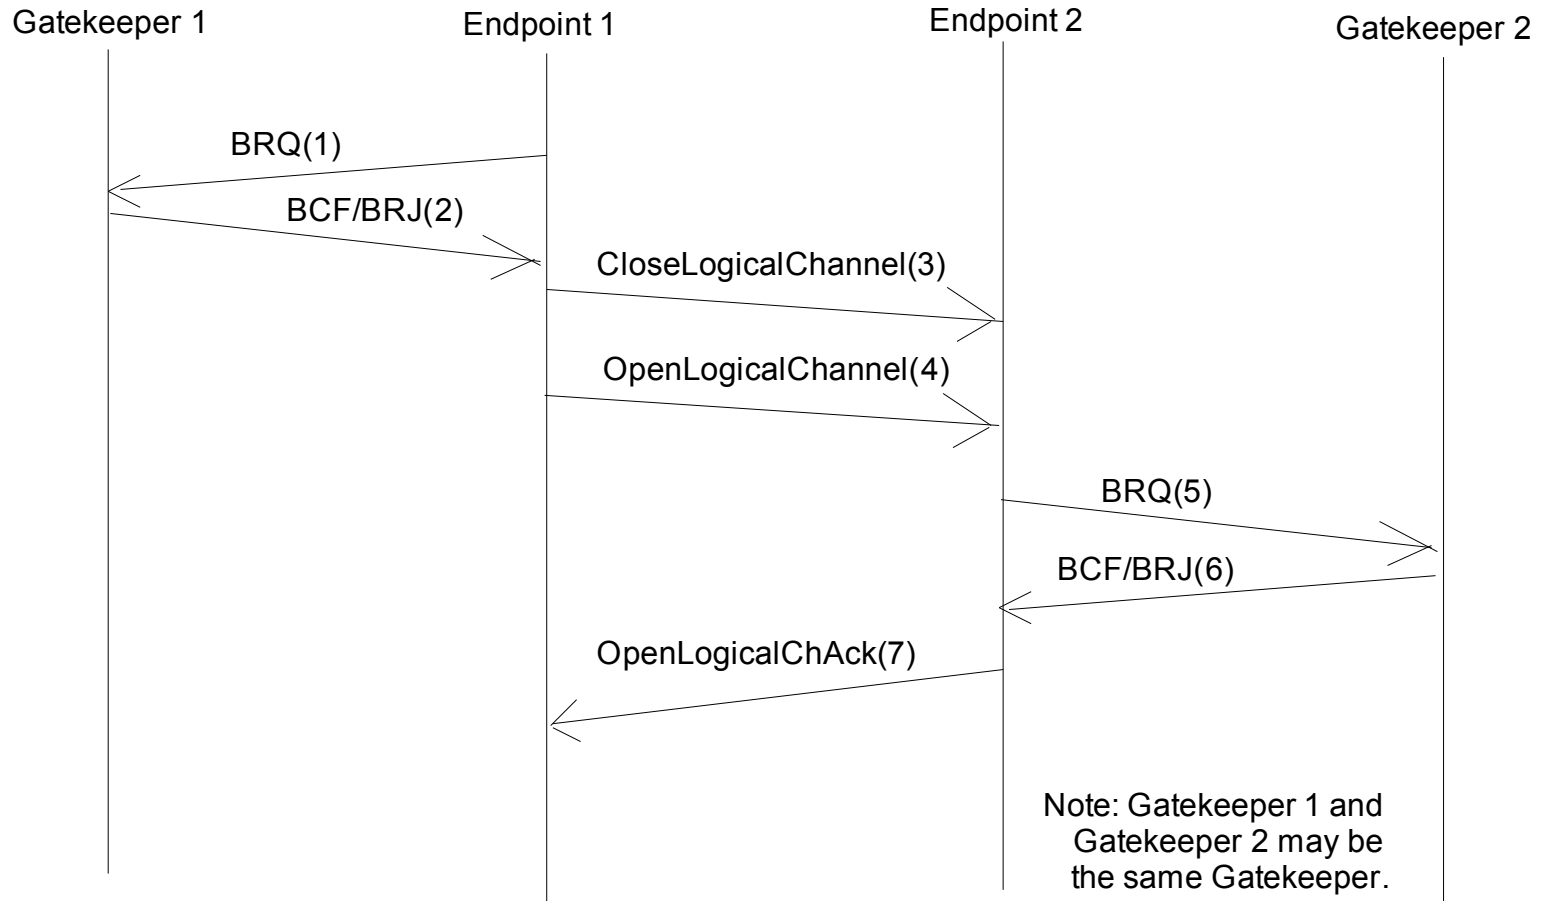 Gatekeeper 1
Endpoint 1
Endpoint 2
Gatekeeper 2
BRQ(1)
BCF/BRJ(2)
CloseLogicalChannel(3)
OpenLogicalChannel(4)
BRQ(5)
BCF/BRJ(6)
OpenLogicalChAck(7)
Note: Gatekeeper 1 and
Gatekeeper 2 may be
the same Gatekeeper.